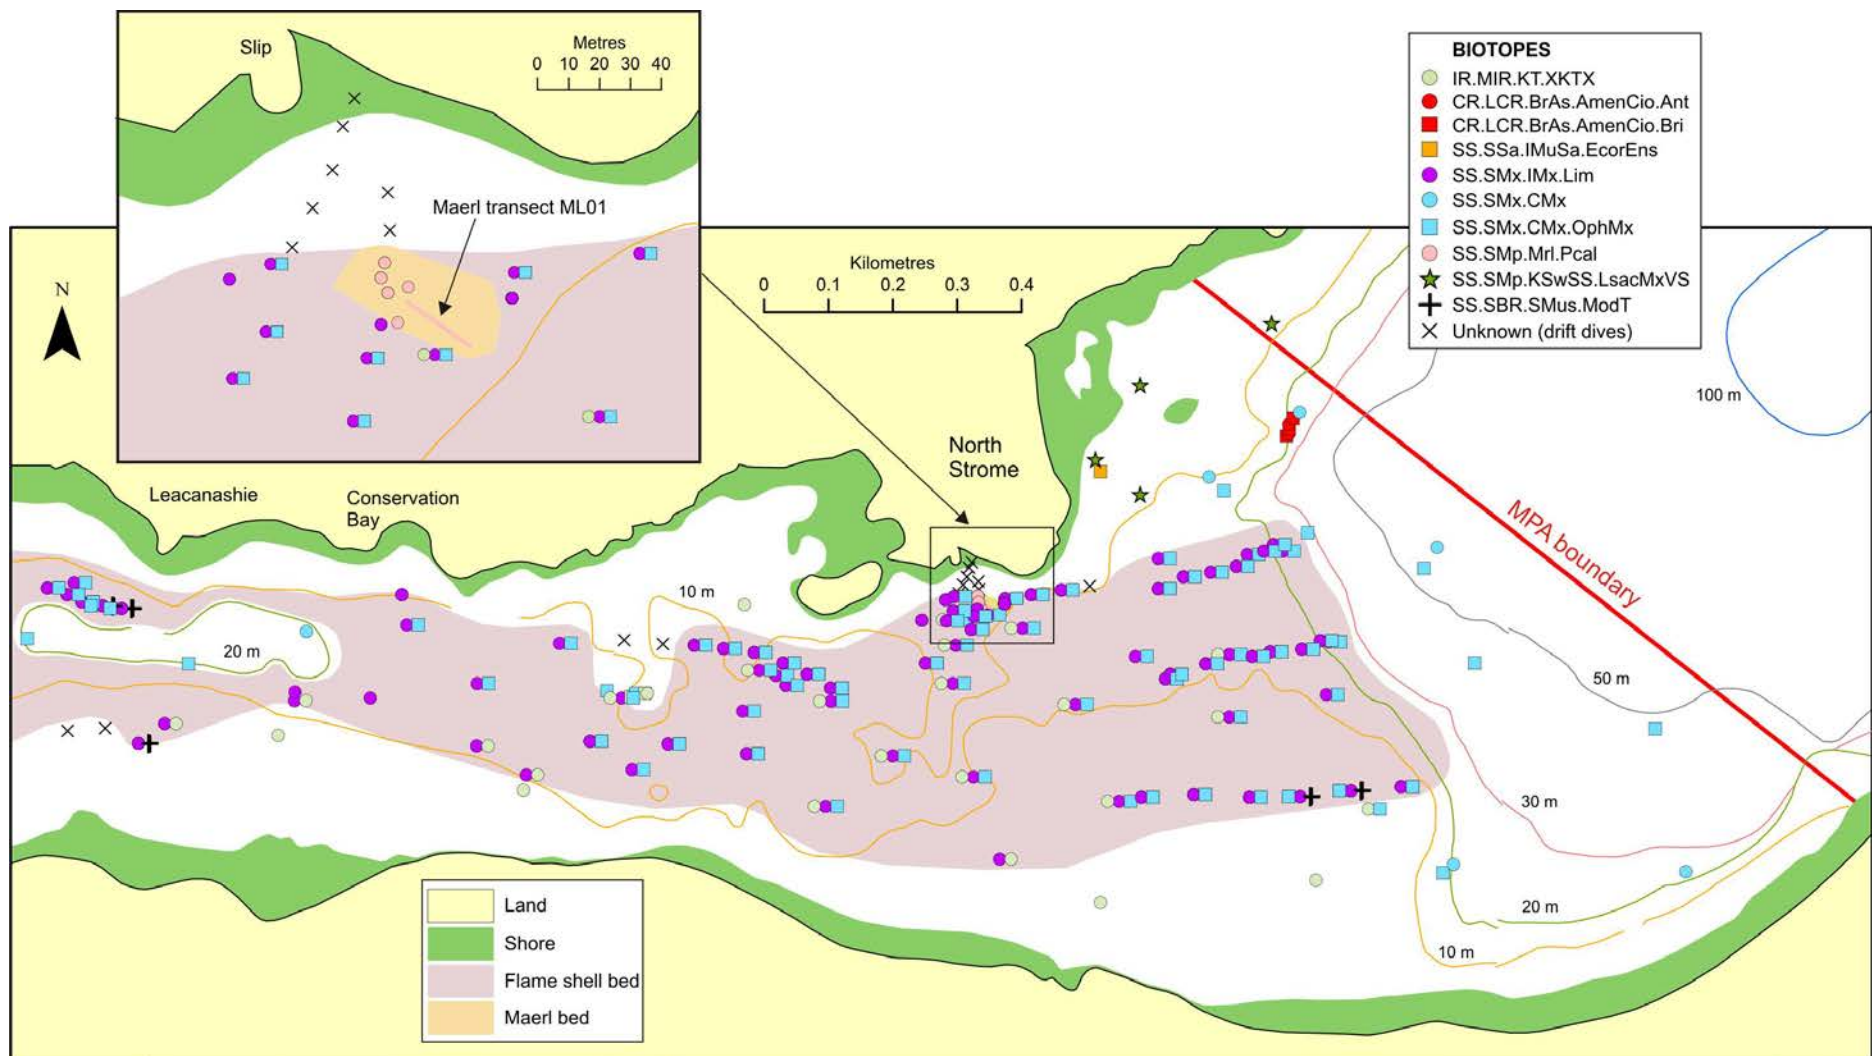 Slip
Metres
0 10 20 30 40
Maerl transect ML01
BIOTOPES
IR.MIR.KT.XKTX
CR.LCR.BrAs.AmenCio.Ant
CR.LCR.BrAs.AmenCio.Bri
SS.SSa.IMuSa.EcorEns
SS.SMx.IMx.Lim
SS.SMx.CMx
SS.SMx.CMx.OphMx
SS.SMp.Mrl.Pcal
SS.SMp.KSwSS.LsacMxVS
SS.SBR.SMus.ModT
Unknown (drift dives)
N
Kilometres
0 0.1 0.2 0.3 0.4
100 m
North
Strome
Leacanashie
Conservation
Bay
MPA boundary
10 m
20 m
50 m
30 m
20 m
10 m
Land
Shore
Flame shell bed
Maerl bed